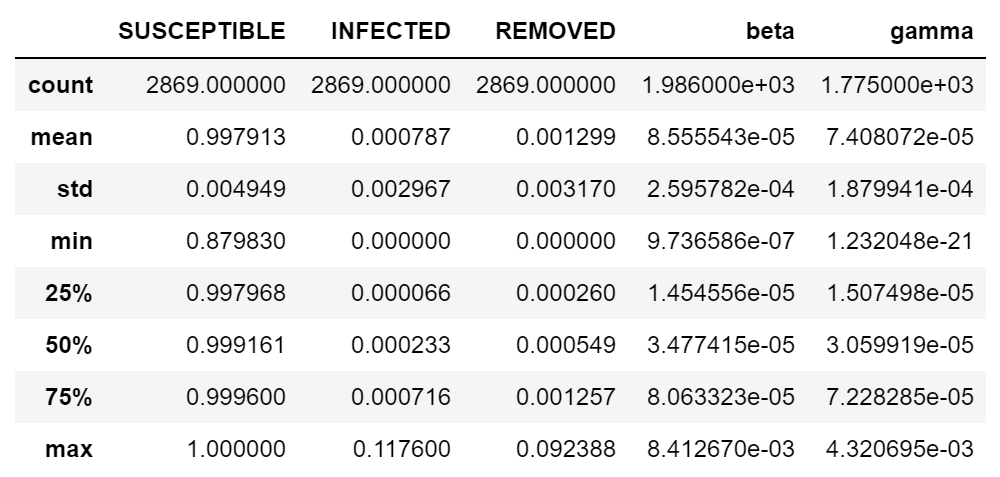 SUSCEPTIBLE INFECTED REMOVED beta gamma
count 2869.000000 2869.000000 2869.000000 1.986000e+03 1.775000e+03
mean 0.997913 0.000787 0.001299 8.555543e-05 7.408072e-05
std 0.004949 0.002967 0.003170 2.595782e-04 1.879941e-04
min 0.879830 0.000000 0.000000 9.736586e-07 1.232048e-21
25% 0.997968 0.000066 0.000260 1.454556e-05 1.507498e-05
50% 0.999161 0.000233 0.000549 3.477415e-05 3.059919e-05
75% 0.999600 0.000716 0.001257 8.063323e-05 7.228285e-05
max 1.000000 0.117600 0.092388 8.412670e-03 4.320695e-03